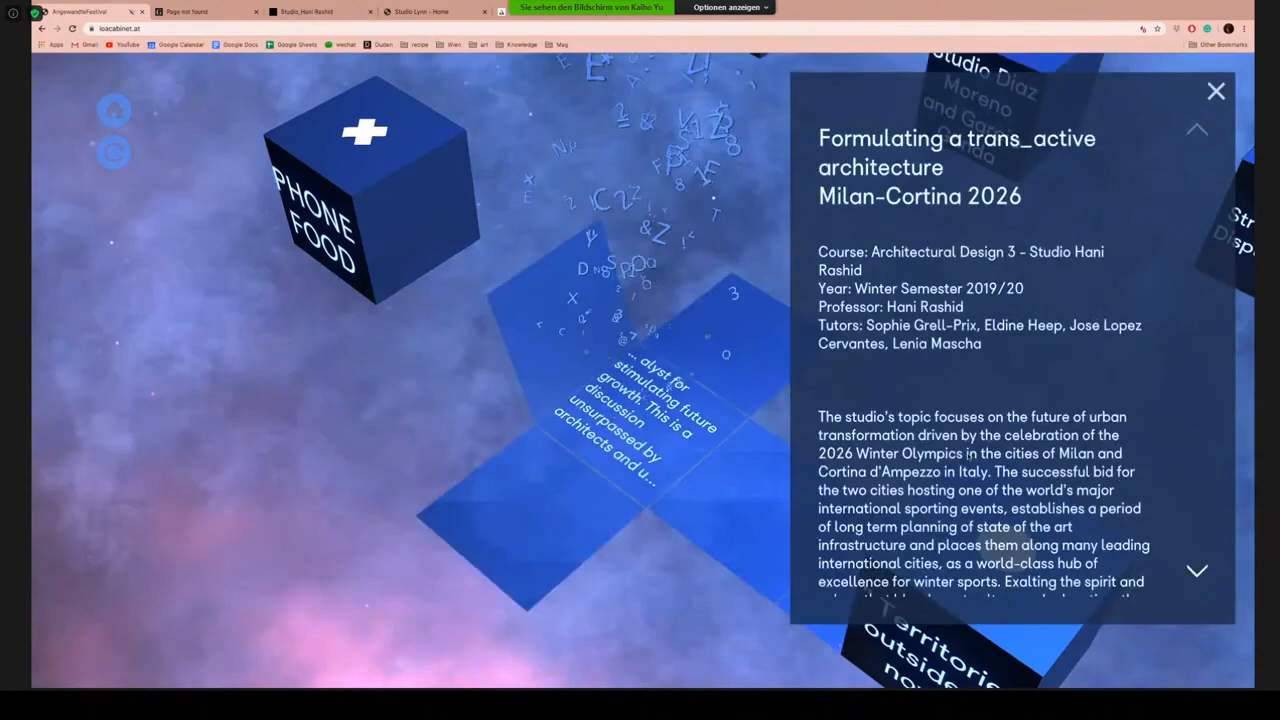 AngewandteFestival
Page not found
Studio_Hani Rashid
Studio Lynn - Home
Sie sehen den Bildschirm von Kaiho Yu
Optionen anzeigen
ioacabinet.at
Apps
Gmail
YouTube
Google Calendar
Google Docs
Google Sheets
wechat
Duden
recipe
Wien
art
Knowledge
Mag
Other Bookmarks
PHONE
FOOD
... alyst for
stimulating future
growth. This is a
discussion
unsurpassed by
architects and u...
Studio Diaz
Moreno
and Garcia
Formulating a trans_active
architecture
Milan-Cortina 2026
Course: Architectural Design 3 - Studio Hani
Rashid
Year: Winter Semester 2019/20
Professor: Hani Rashid
Tutors: Sophie Grell-Prix, Eldine Heep, Jose Lopez
Cervantes, Lenia Mascha
The studio's topic focuses on the future of urban
transformation driven by the celebration of the
2026 Winter Olympics in the cities of Milan and
Cortina d'Ampezzo in Italy. The successful bid for
the two cities hosting one of the world's major
international sporting events, establishes a period
of long term planning of state of the art
infrastructure and places them along many leading
international cities, as a world-class hub of
excellence for winter sports. Exalting the spirit and
Territorie
outside